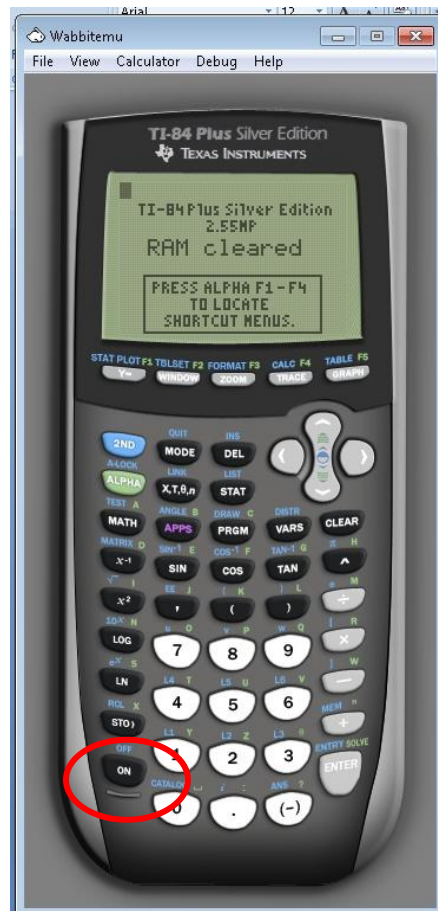 Arial 12 A A
Wabbitemu
File View Calculator Debug Help
TI-84 Plus Silver Edition
TEXAS INSTRUMENTS
TI-84Plus Silver Edition
2.55MP
RAM cleared
PRESS ALPHA F1-F4
TO LOCATE
SHORTCUT MENUS.
STAT PLOT F1 TBLSET F2 FORMAT F3 CALC F4 TABLE F5
Y= WINDOW ZOOM TRACE GRAPH
QUIT INS
2ND MODE DEL
A-LOCK LINK LIST
ALPHA X,T,θ,n STAT
TEST A ANGLE B DRAW C DISTR
MATH APPS PRGM VARS CLEAR
MATRIX D SIN-1 E COS-1 F TAN-1 G π H
x-1 SIN COS TAN ^
√ I EE J { K } L e M
x² , ( ) ÷
10x N u O v P w Q [ R
LOG 7 8 9 ×
ex S L4 T L5 U L6 V ] W
LN 4 5 6 −
RCL X L1 Y L2 Z L3 θ MEM "
STO› 1 2 3 +
OFF CATALOG i : ANS ? ENTRY SOLVE
ON 0 . (-) ENTER